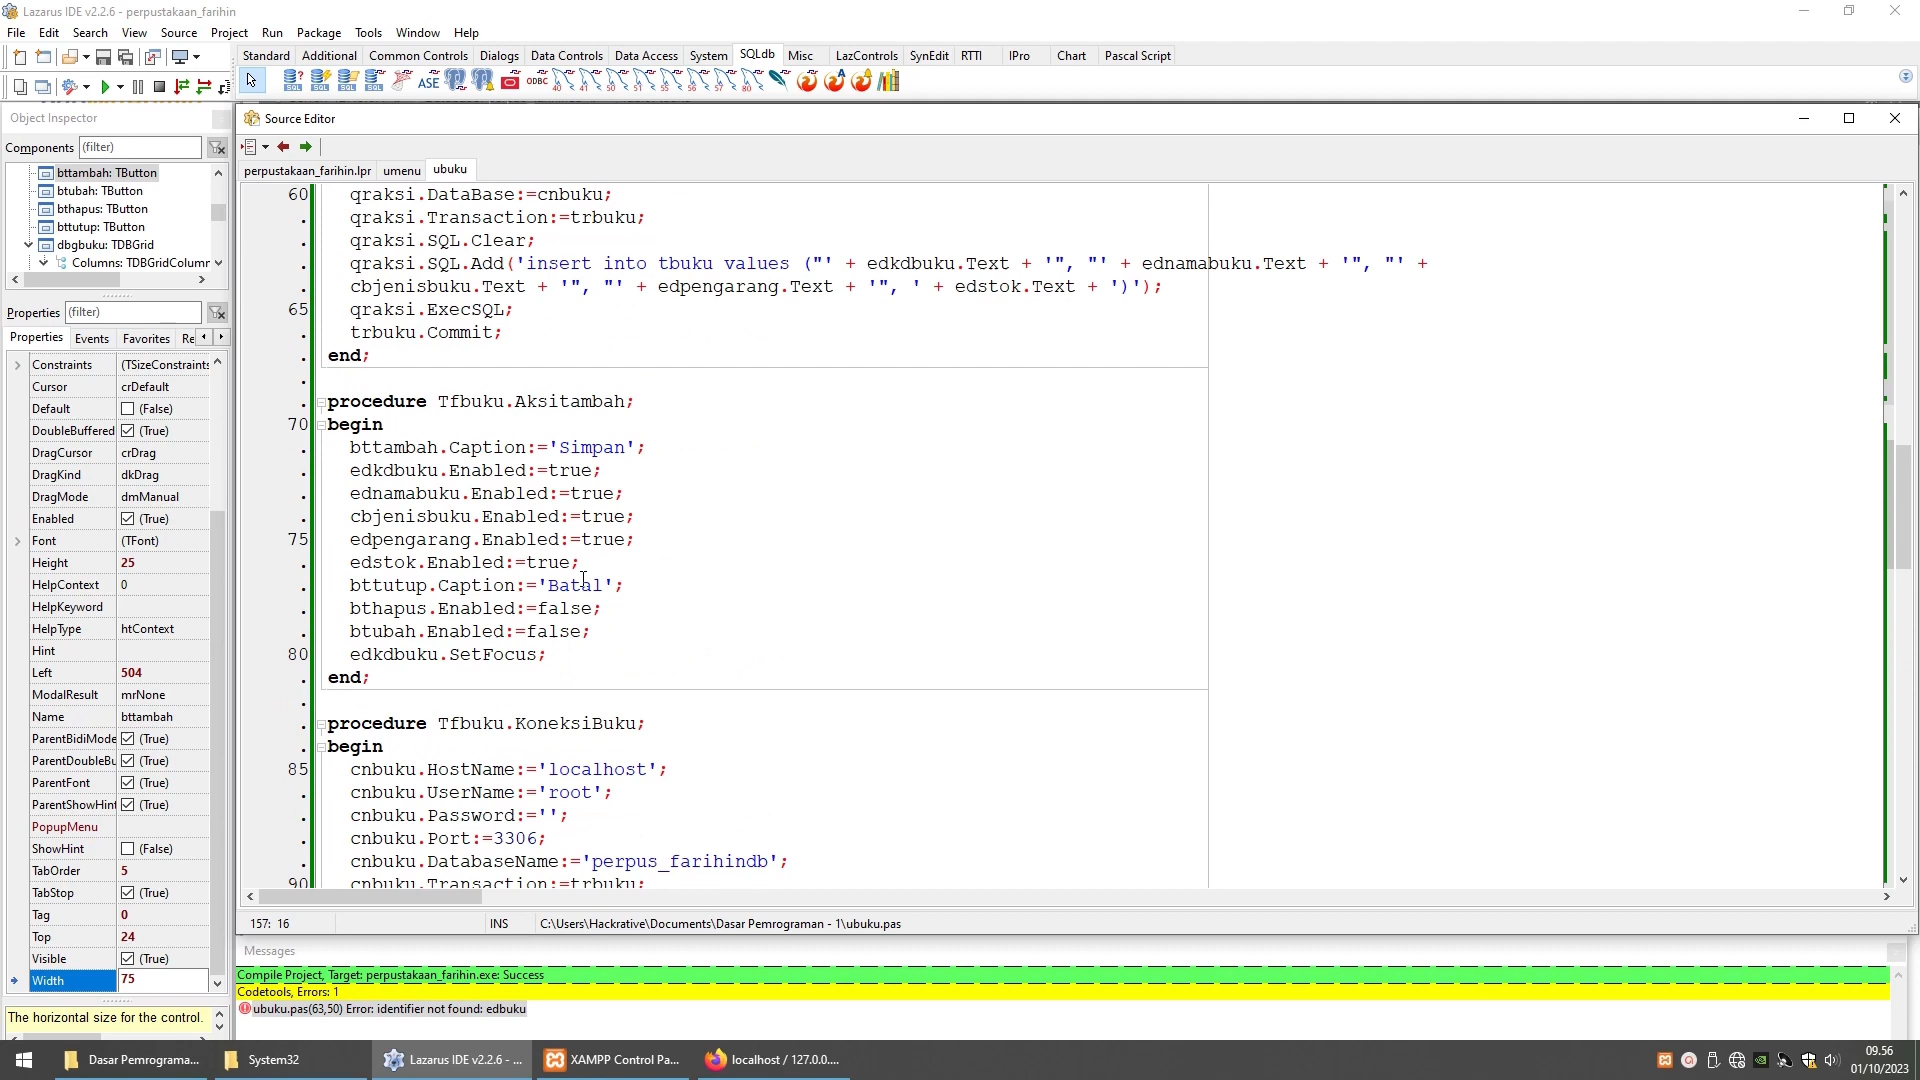 Lazarus IDE v2.2.6 - perpustakaan_farihin
File Edit Search View Source Project Run Package Tools Window Help
Standard Additional Common Controls Dialogs Data Controls Data Access System SQLdb Misc LazControls SynEdit RTTI IPro Chart Pascal Script
Object Inspector
Components (filter)
bttambah: TButton
btubah: TButton
bthapus: TButton
bttutup: TButton
dbgbuku: TDBGrid
Columns: TDBGridColumn
Properties (filter)
Properties Events Favorites Re
Constraints (TSizeConstraints
Cursor crDefault
Default (False)
DoubleBuffered (True)
DragCursor crDrag
DragKind dkDrag
DragMode dmManual
Enabled (True)
Font (TFont)
Height 25
HelpContext 0
HelpKeyword
HelpType htContext
Hint
Left 504
ModalResult mrNone
Name bttambah
ParentBidiMode (True)
ParentDoubleBu (True)
ParentFont (True)
ParentShowHint (True)
PopupMenu
ShowHint (False)
TabOrder 5
TabStop (True)
Tag 0
Top 24
Visible (True)
Width 75
The horizontal size for the control.
Source Editor
perpustakaan_farihin.lpr umenu ubuku
60 qraksi.DataBase:=cnbuku;
. qraksi.Transaction:=trbuku;
. qraksi.SQL.Clear;
. qraksi.SQL.Add('insert into tbuku values ("' + edkdbuku.Text + '", "' + ednamabuku.Text + '", "' +
. cbjenisbuku.Text + '", "' + edpengarang.Text + '", ' + edstok.Text + ')');
65 qraksi.ExecSQL;
. trbuku.Commit;
. end;
.
. procedure Tfbuku.Aksitambah;
70 begin
. bttambah.Caption:='Simpan';
. edkdbuku.Enabled:=true;
. ednamabuku.Enabled:=true;
. cbjenisbuku.Enabled:=true;
75 edpengarang.Enabled:=true;
. edstok.Enabled:=true;
. bttutup.Caption:='Batal';
. bthapus.Enabled:=false;
. btubah.Enabled:=false;
80 edkdbuku.SetFocus;
. end;
.
. procedure Tfbuku.KoneksiBuku;
. begin
85 cnbuku.HostName:='localhost';
. cnbuku.UserName:='root';
. cnbuku.Password:='';
. cnbuku.Port:=3306;
. cnbuku.DatabaseName:='perpus_farihindb';
90 cnbuku.Transaction:=trbuku;
157: 16 INS C:\Users\Hackrative\Documents\Dasar Pemrograman - 1\ubuku.pas
Messages
Compile Project, Target: perpustakaan_farihin.exe: Success
Codetools, Errors: 1
ubuku.pas(63,50) Error: identifier not found: edbuku
Dasar Pemrograma... System32 Lazarus IDE v2.2.6 - ... XAMPP Control Pa... localhost / 127.0.0....
09.56
01/10/2023